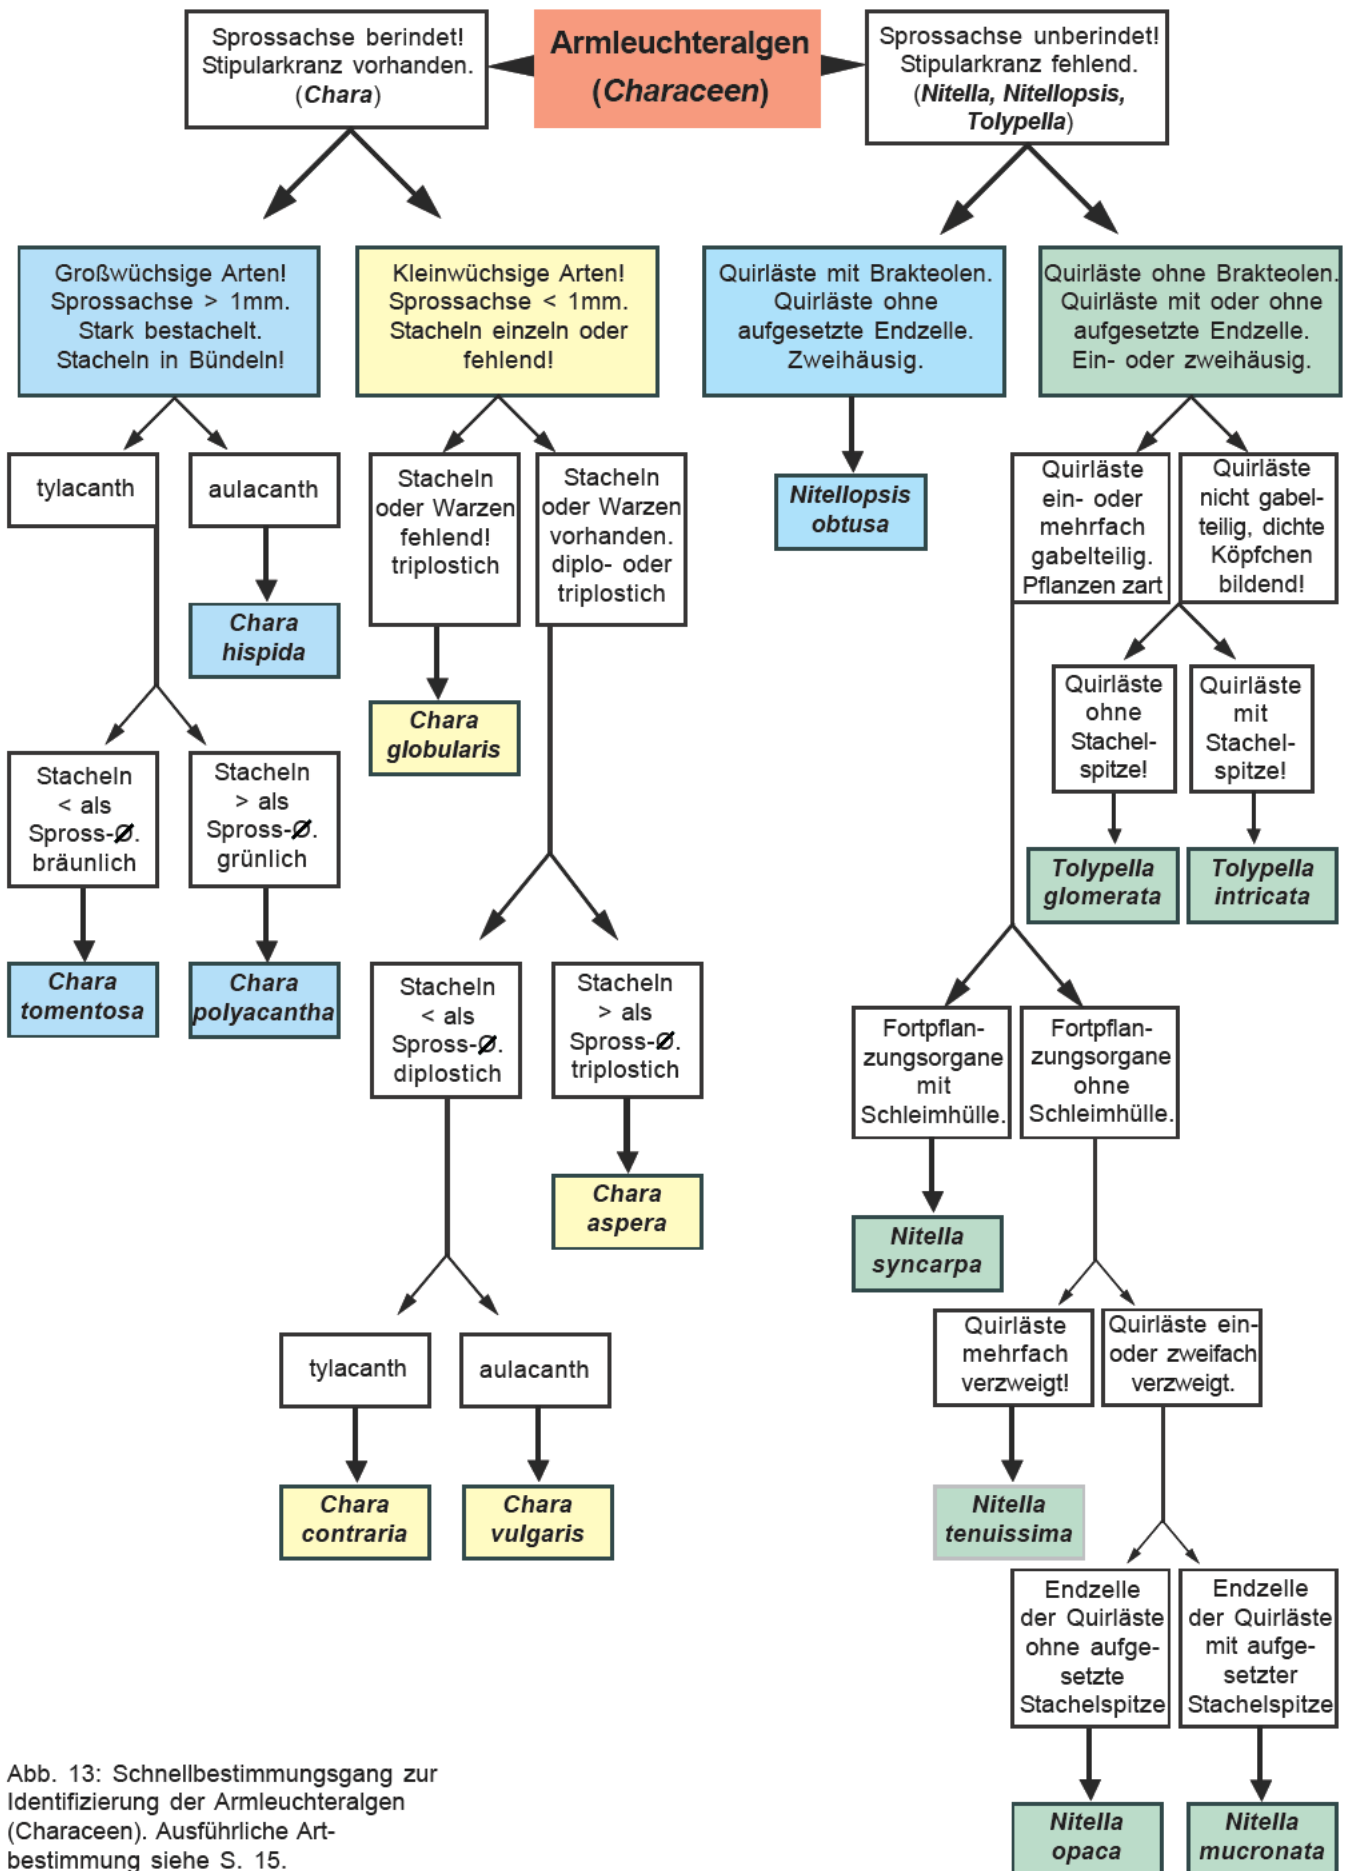 Sprossachse berindet!
Stipularkranz vorhanden.
(Chara)
Armleuchteralgen
(Characeen)
Sprossachse unberindet!
Stipularkranz fehlend.
(Nitella, Nitellopsis,
Tolypella)
Großwüchsige Arten!
Sprossachse > 1mm.
Stark bestachelt.
Stacheln in Bündeln!
Kleinwüchsige Arten!
Sprossachse < 1mm.
Stacheln einzeln oder
fehlend!
Quirläste mit Brakteolen.
Quirläste ohne
aufgesetzte Endzelle.
Zweihäusig.
Quirläste ohne Brakteolen.
Quirläste mit oder ohne
aufgesetzte Endzelle.
Ein- oder zweihäusig.
tylacanth
aulacanth
Stacheln
oder Warzen
fehlend!
triplostich
Stacheln
oder Warzen
vorhanden.
diplo- oder
triplostich
Nitellopsis
obtusa
Quirläste
ein- oder
mehrfach
gabelteilig.
Pflanzen zart
Quirläste
nicht gabel-
teilig, dichte
Köpfchen
bildend!
Chara
hispida
Chara
globularis
Quirläste
ohne
Stachel-
spitze!
Quirläste
mit
Stachel-
spitze!
Stacheln
< als
Spross-Ø.
bräunlich
Stacheln
> als
Spross-Ø.
grünlich
Tolypella
glomerata
Tolypella
intricata
Chara
tomentosa
Chara
polyacantha
Stacheln
< als
Spross-Ø.
diplostich
Stacheln
> als
Spross-Ø.
triplostich
Fortpflan-
zungsorgane
mit
Schleimhülle.
Fortpflan-
zungsorgane
ohne
Schleimhülle.
Chara
aspera
Nitella
syncarpa
tylacanth
aulacanth
Quirläste
mehrfach
verzweigt!
Quirläste ein-
oder zweifach
verzweigt.
Chara
contraria
Chara
vulgaris
Nitella
tenuissima
Endzelle
der Quirläste
ohne aufge-
setzte
Stachelspitze
Endzelle
der Quirläste
mit aufge-
setzter
Stachelspitze
Nitella
opaca
Nitella
mucronata
Abb. 13: Schnellbestimmungsgang zur
Identifizierung der Armleuchteralgen
(Characeen). Ausführliche Art-
bestimmung siehe S. 15.